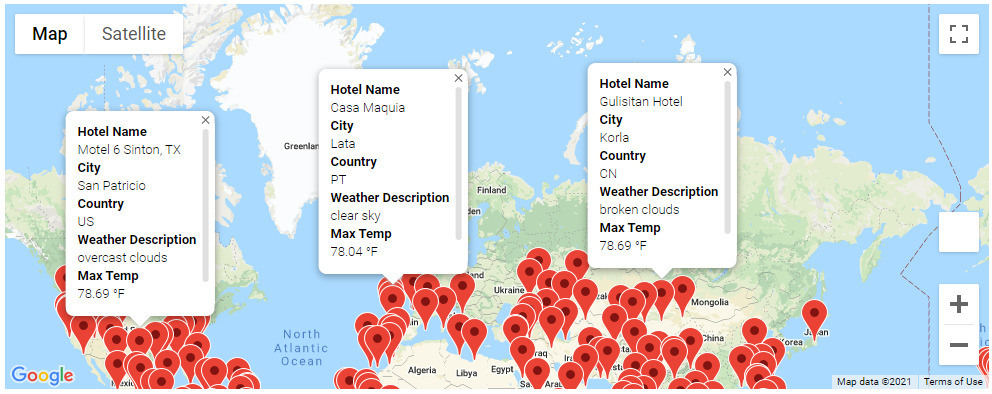 Map
Satellite
Hotel Name
Motel 6 Sinton, TX
City
San Patricio
Country
US
Weather Description
overcast clouds
Max Temp
78.69 °F
Hotel Name
Casa Maquia
City
Lata
Country
PT
Weather Description
clear sky
Max Temp
78.04 °F
Hotel Name
Gulisitan Hotel
City
Korla
Country
CN
Weather Description
broken clouds
Max Temp
78.69 °F
Finland
Ukraine
Mongolia
North
Atlantic
Ocean
Algeria
Libya
Egypt
Iraq
Google
Map data ©2021
Terms of Use